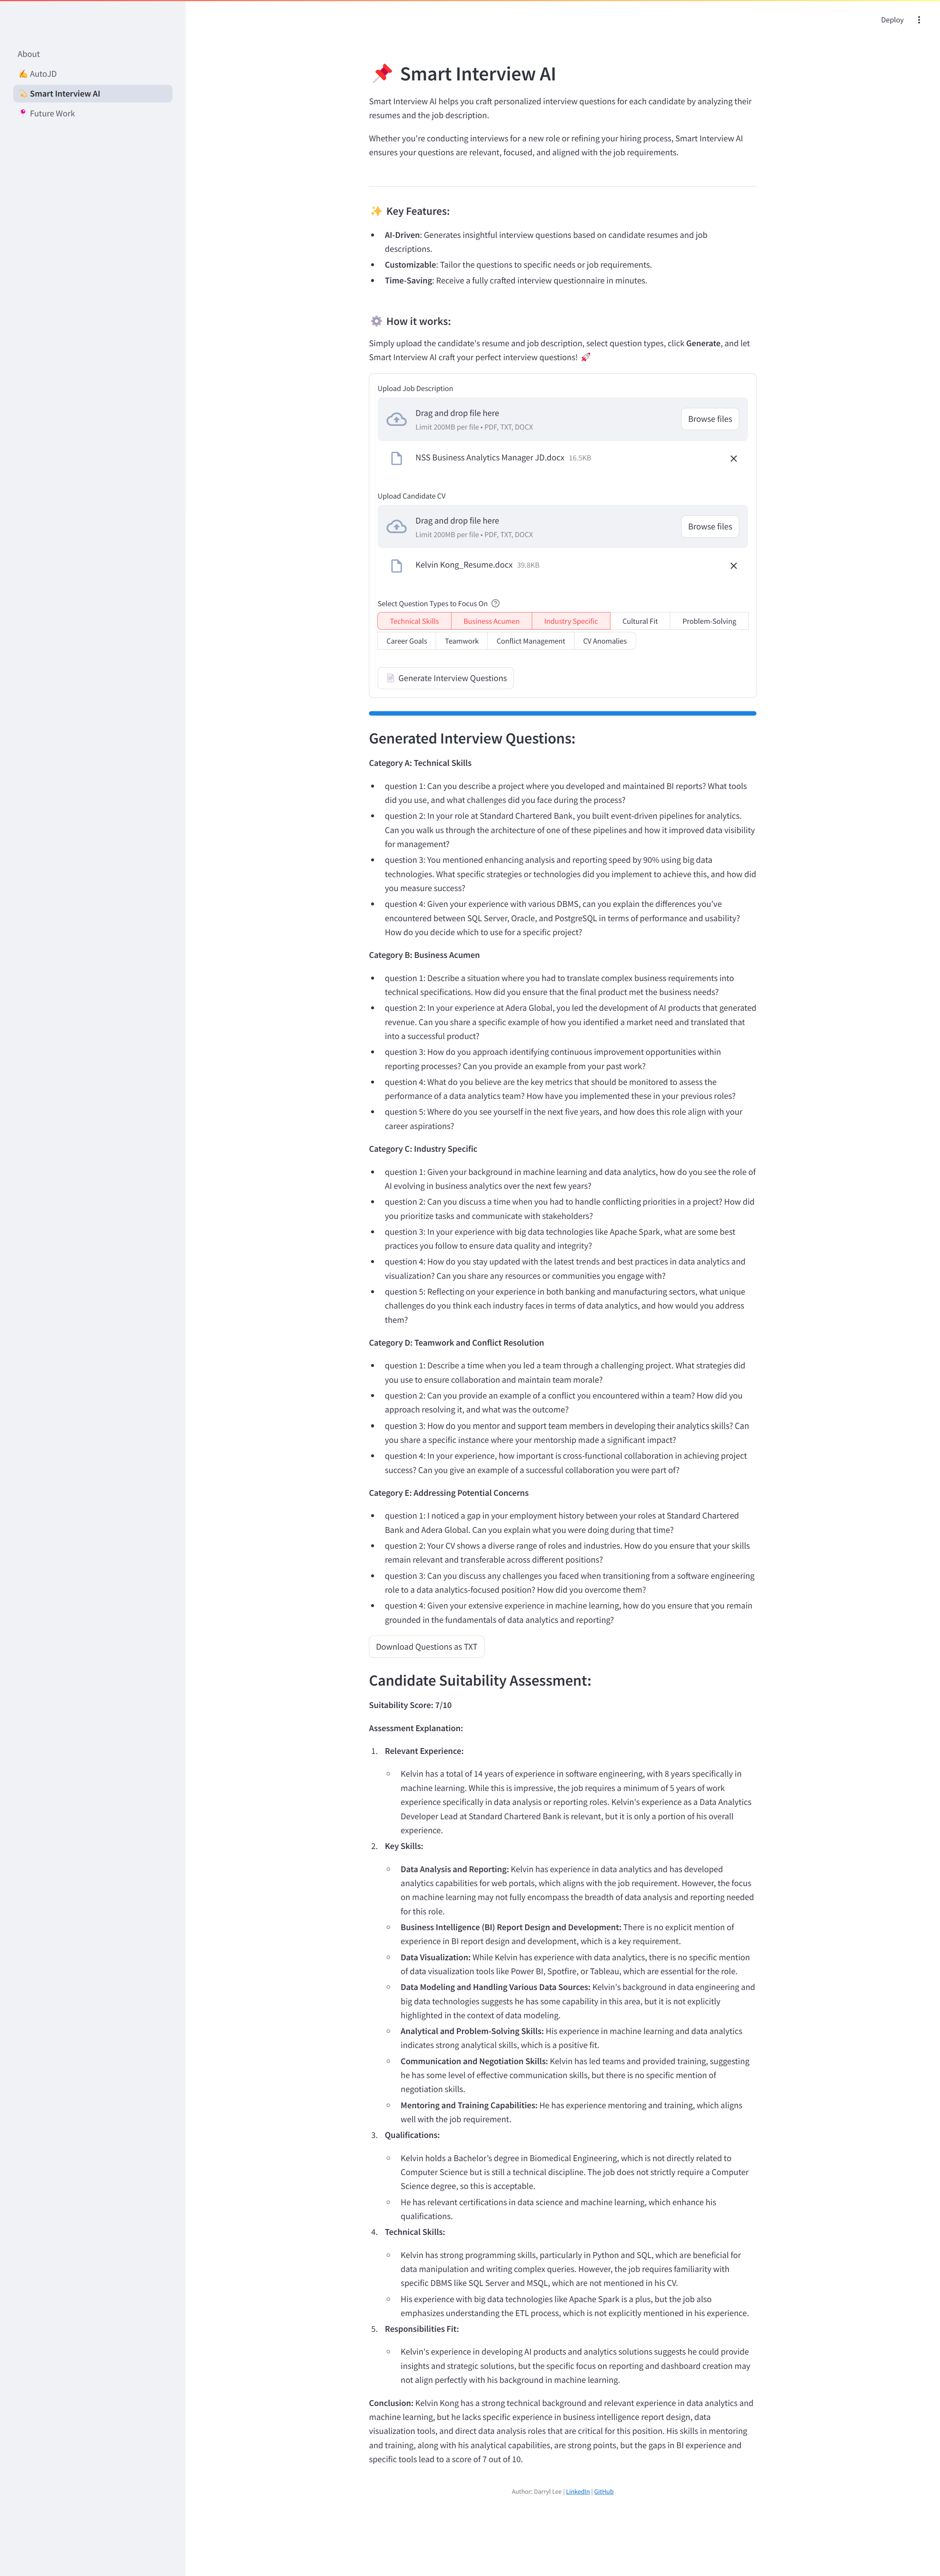 Deploy
About
✍️ AutoJD
💫 Smart Interview AI
Future Work
📌 Smart Interview AI
Smart Interview AI helps you craft personalized interview questions for each candidate by analyzing their
resumes and the job description.
Whether you're conducting interviews for a new role or refining your hiring process, Smart Interview AI
ensures your questions are relevant, focused, and aligned with the job requirements.
✨ Key Features:
• AI-Driven: Generates insightful interview questions based on candidate resumes and job
descriptions.
• Customizable: Tailor the questions to specific needs or job requirements.
• Time-Saving: Receive a fully crafted interview questionnaire in minutes.
⚙️ How it works:
Simply upload the candidate's resume and job description, select question types, click Generate, and let
Smart Interview AI craft your perfect interview questions! 🚀
Upload Job Description
Drag and drop file here
Limit 200MB per file • PDF, TXT, DOCX
Browse files
NSS Business Analytics Manager JD.docx 16.5KB
Upload Candidate CV
Drag and drop file here
Limit 200MB per file • PDF, TXT, DOCX
Browse files
Kelvin Kong_Resume.docx 39.8KB
Select Question Types to Focus On
Technical Skills Business Acumen Industry Specific Cultural Fit Problem-Solving
Career Goals Teamwork Conflict Management CV Anomalies
Generate Interview Questions
Generated Interview Questions:
Category A: Technical Skills
• question 1: Can you describe a project where you developed and maintained BI reports? What tools
did you use, and what challenges did you face during the process?
• question 2: In your role at Standard Chartered Bank, you built event-driven pipelines for analytics.
Can you walk us through the architecture of one of these pipelines and how it improved data visibility
for management?
• question 3: You mentioned enhancing analysis and reporting speed by 90% using big data
technologies. What specific strategies or technologies did you implement to achieve this, and how did
you measure success?
• question 4: Given your experience with various DBMS, can you explain the differences you've
encountered between SQL Server, Oracle, and PostgreSQL in terms of performance and usability?
How do you decide which to use for a specific project?
Category B: Business Acumen
• question 1: Describe a situation where you had to translate complex business requirements into
technical specifications. How did you ensure that the final product met the business needs?
• question 2: In your experience at Adera Global, you led the development of AI products that generated
revenue. Can you share a specific example of how you identified a market need and translated that
into a successful product?
• question 3: How do you approach identifying continuous improvement opportunities within
reporting processes? Can you provide an example from your past work?
• question 4: What do you believe are the key metrics that should be monitored to assess the
performance of a data analytics team? How have you implemented these in your previous roles?
• question 5: Where do you see yourself in the next five years, and how does this role align with your
career aspirations?
Category C: Industry Specific
• question 1: Given your background in machine learning and data analytics, how do you see the role of
AI evolving in business analytics over the next few years?
• question 2: Can you discuss a time when you had to handle conflicting priorities in a project? How did
you prioritize tasks and communicate with stakeholders?
• question 3: In your experience with big data technologies like Apache Spark, what are some best
practices you follow to ensure data quality and integrity?
• question 4: How do you stay updated with the latest trends and best practices in data analytics and
visualization? Can you share any resources or communities you engage with?
• question 5: Reflecting on your experience in both banking and manufacturing sectors, what unique
challenges do you think each industry faces in terms of data analytics, and how would you address
them?
Category D: Teamwork and Conflict Resolution
• question 1: Describe a time when you led a team through a challenging project. What strategies did
you use to ensure collaboration and maintain team morale?
• question 2: Can you provide an example of a conflict you encountered within a team? How did you
approach resolving it, and what was the outcome?
• question 3: How do you mentor and support team members in developing their analytics skills? Can
you share a specific instance where your mentorship made a significant impact?
• question 4: In your experience, how important is cross-functional collaboration in achieving project
success? Can you give an example of a successful collaboration you were part of?
Category E: Addressing Potential Concerns
• question 1: I noticed a gap in your employment history between your roles at Standard Chartered
Bank and Adera Global. Can you explain what you were doing during that time?
• question 2: Your CV shows a diverse range of roles and industries. How do you ensure that your skills
remain relevant and transferable across different positions?
• question 3: Can you discuss any challenges you faced when transitioning from a software engineering
role to a data analytics-focused position? How did you overcome them?
• question 4: Given your extensive experience in machine learning, how do you ensure that you remain
grounded in the fundamentals of data analytics and reporting?
Download Questions as TXT
Candidate Suitability Assessment:
Suitability Score: 7/10
Assessment Explanation:
1. Relevant Experience:
○ Kelvin has a total of 14 years of experience in software engineering, with 8 years specifically in
machine learning. While this is impressive, the job requires a minimum of 5 years of work
experience specifically in data analysis or reporting roles. Kelvin's experience as a Data Analytics
Developer Lead at Standard Chartered Bank is relevant, but it is only a portion of his overall
experience.
2. Key Skills:
○ Data Analysis and Reporting: Kelvin has experience in data analytics and has developed
analytics capabilities for web portals, which aligns with the job requirement. However, the focus
on machine learning may not fully encompass the breadth of data analysis and reporting needed
for this role.
○ Business Intelligence (BI) Report Design and Development: There is no explicit mention of
experience in BI report design and development, which is a key requirement.
○ Data Visualization: While Kelvin has experience with data analytics, there is no specific mention
of data visualization tools like Power BI, Spotfire, or Tableau, which are essential for the role.
○ Data Modeling and Handling Various Data Sources: Kelvin's background in data engineering and
big data technologies suggests he has some capability in this area, but it is not explicitly
highlighted in the context of data modeling.
○ Analytical and Problem-Solving Skills: His experience in machine learning and data analytics
indicates strong analytical skills, which is a positive fit.
○ Communication and Negotiation Skills: Kelvin has led teams and provided training, suggesting
he has some level of effective communication skills, but there is no specific mention of
negotiation skills.
○ Mentoring and Training Capabilities: He has experience mentoring and training, which aligns
well with the job requirement.
3. Qualifications:
○ Kelvin holds a Bachelor's degree in Biomedical Engineering, which is not directly related to
Computer Science but is still a technical discipline. The job does not strictly require a Computer
Science degree, so this is acceptable.
○ He has relevant certifications in data science and machine learning, which enhance his
qualifications.
4. Technical Skills:
○ Kelvin has strong programming skills, particularly in Python and SQL, which are beneficial for
data manipulation and writing complex queries. However, the job requires familiarity with
specific DBMS like SQL Server and MSQL, which are not mentioned in his CV.
○ His experience with big data technologies like Apache Spark is a plus, but the job also
emphasizes understanding the ETL process, which is not explicitly mentioned in his experience.
5. Responsibilities Fit:
○ Kelvin's experience in developing AI products and analytics solutions suggests he could provide
insights and strategic solutions, but the specific focus on reporting and dashboard creation may
not align perfectly with his background in machine learning.
Conclusion: Kelvin Kong has a strong technical background and relevant experience in data analytics and
machine learning, but he lacks specific experience in business intelligence report design, data
visualization tools, and direct data analysis roles that are critical for this position. His skills in mentoring
and training, along with his analytical capabilities, are strong points, but the gaps in BI experience and
specific tools lead to a score of 7 out of 10.
Author: Darryl Lee | LinkedIn | GitHub